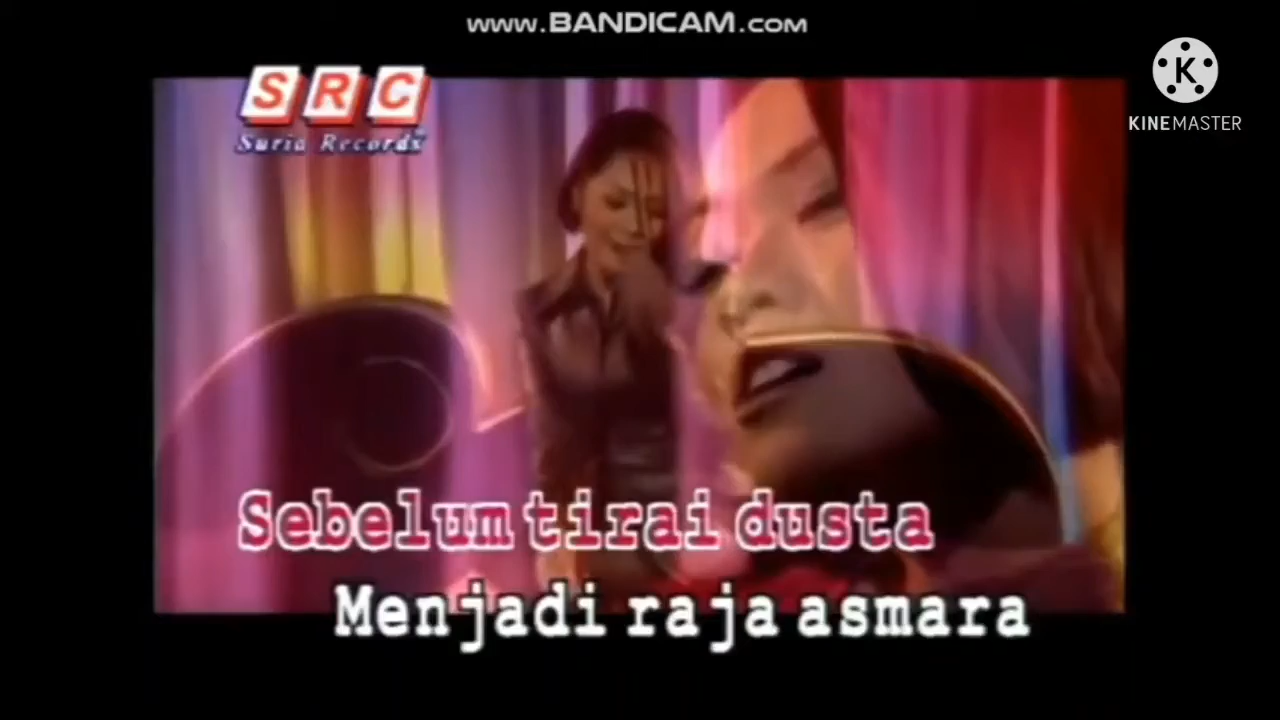 www.BANDICAM.com
SRC
Suria Records
K
KINEMASTER
Sebelum tirai dusta
Menjadi raja asmara